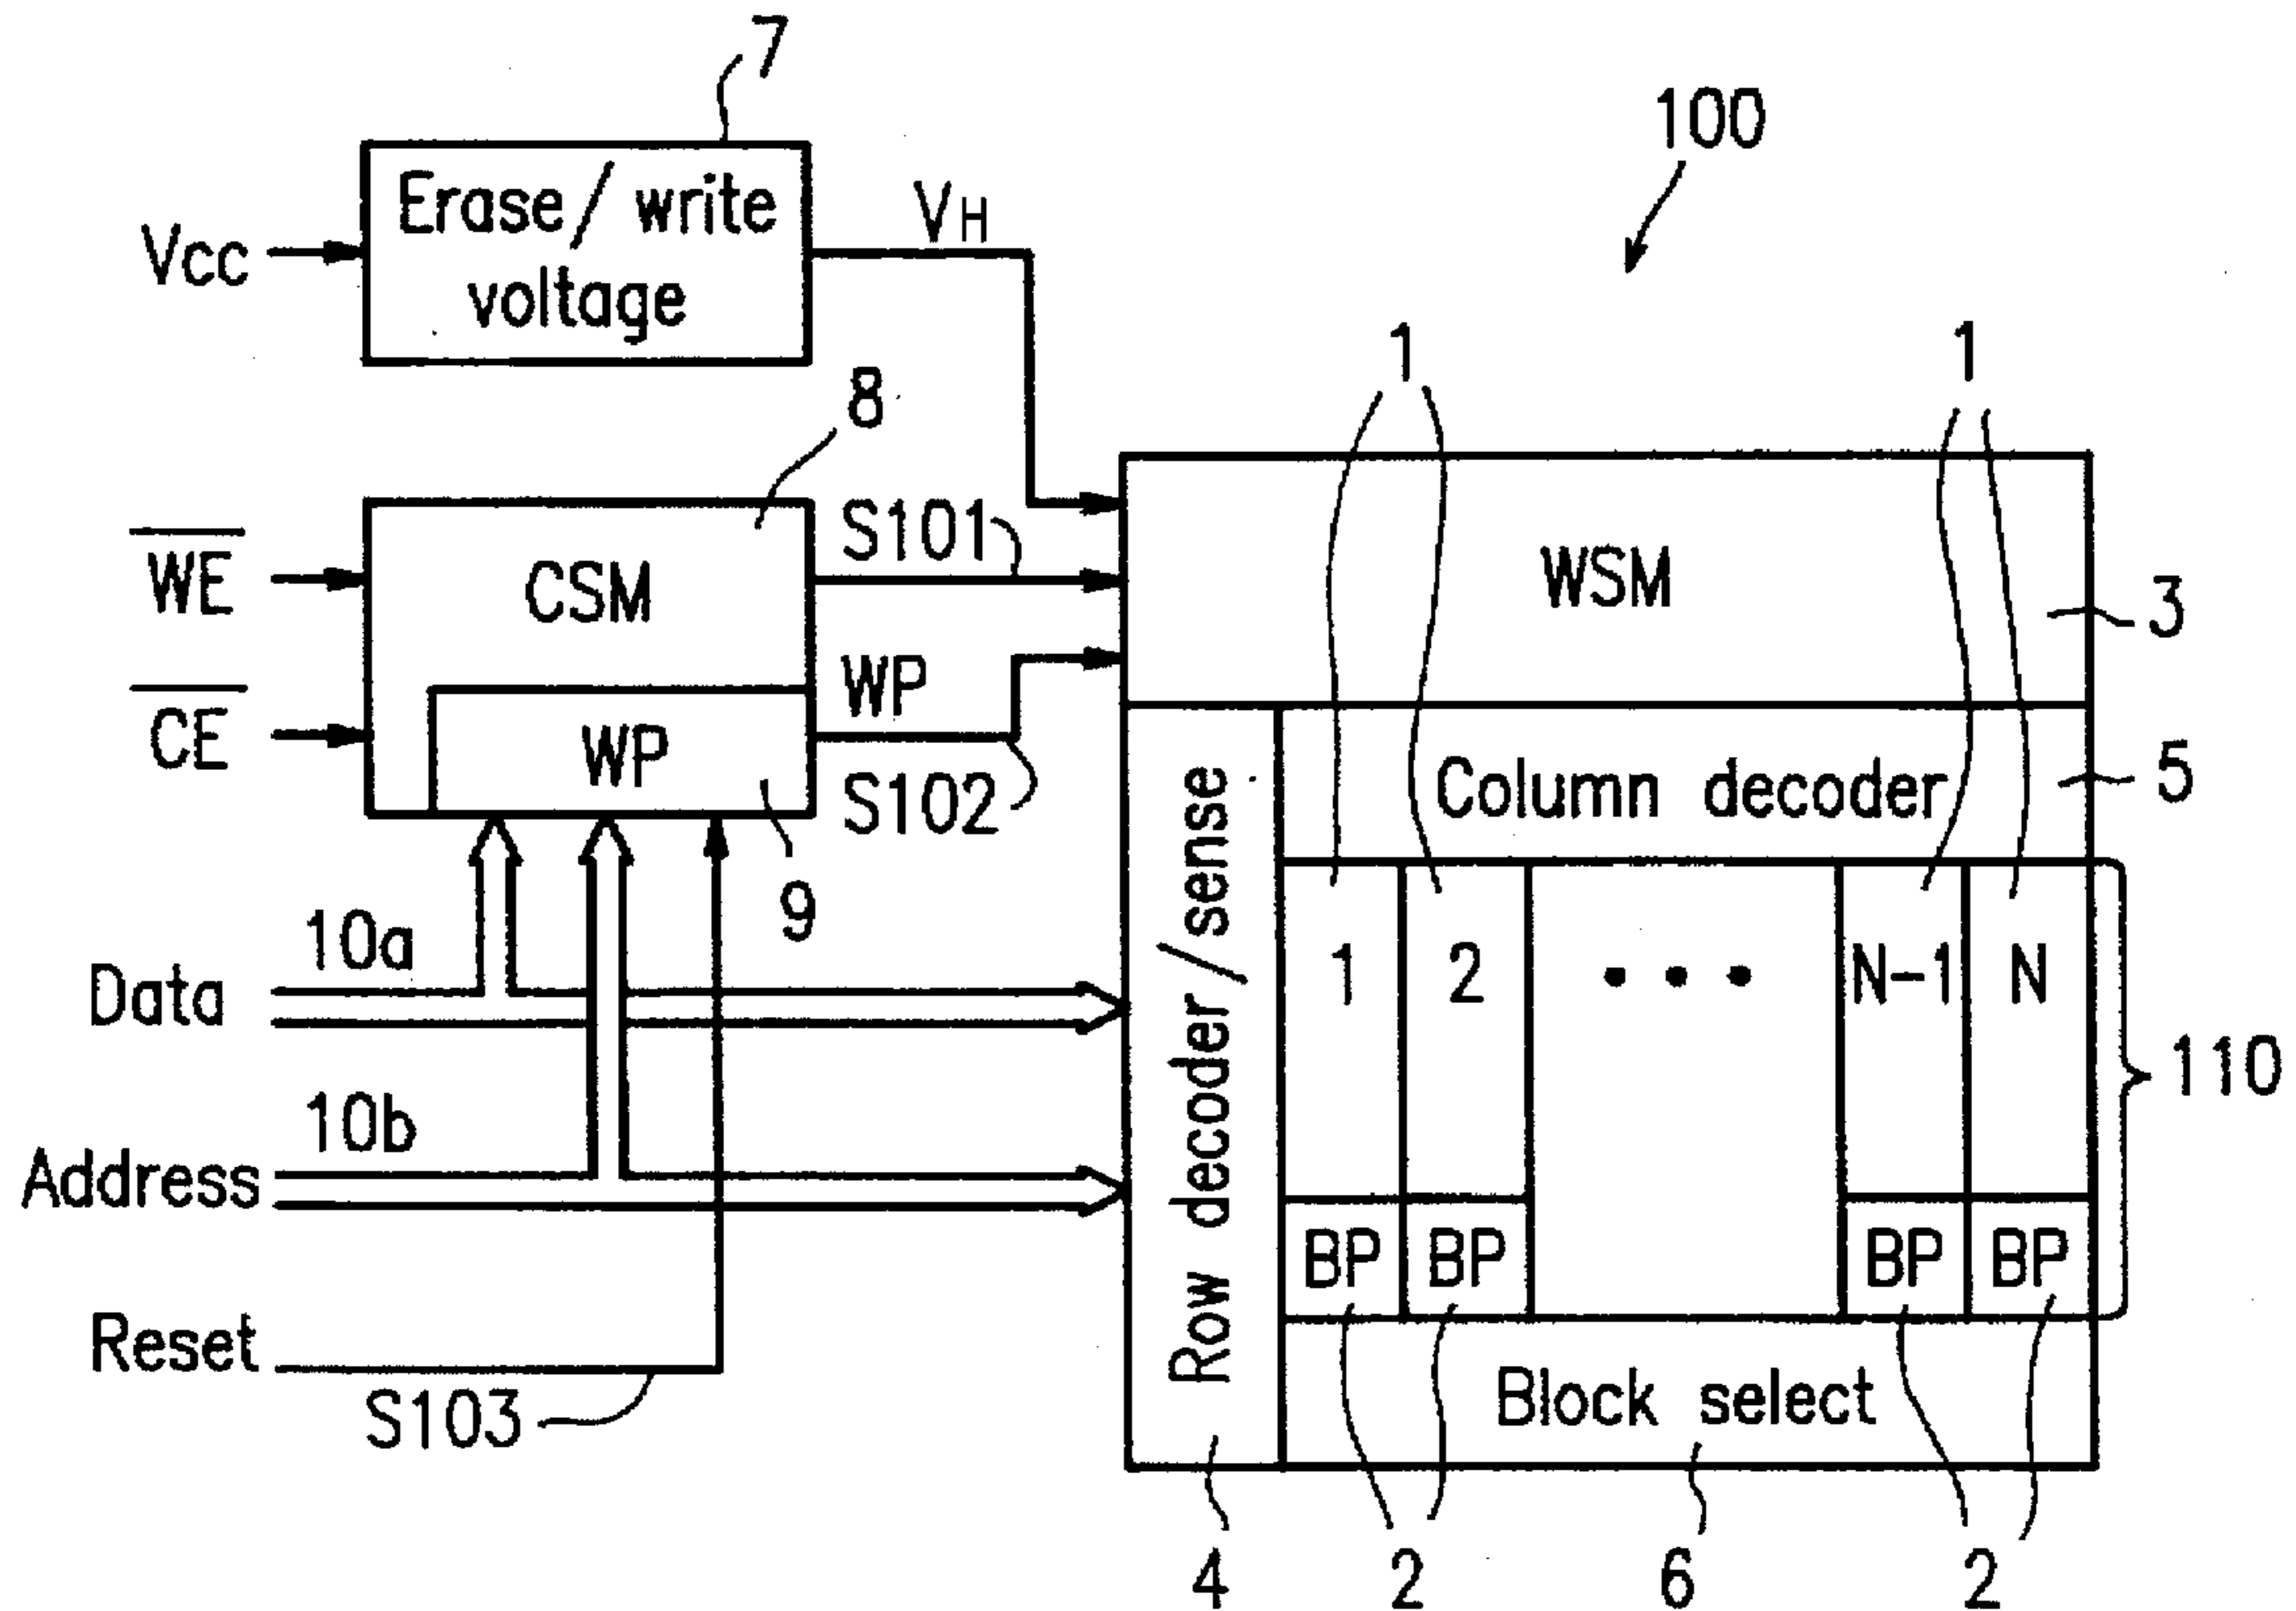 7
100
Erase/write
voltage
Vcc
VH
8
1
1
WE
CSM
S101
WSM
3
CE
WP
WP
S102
Column decoder
5
9
Row decoder/sense
10a
Data
1
2
• • •
N-1
N
110
10b
Address
BP
BP
BP
BP
Reset
S103
Block select
4
2
6
2